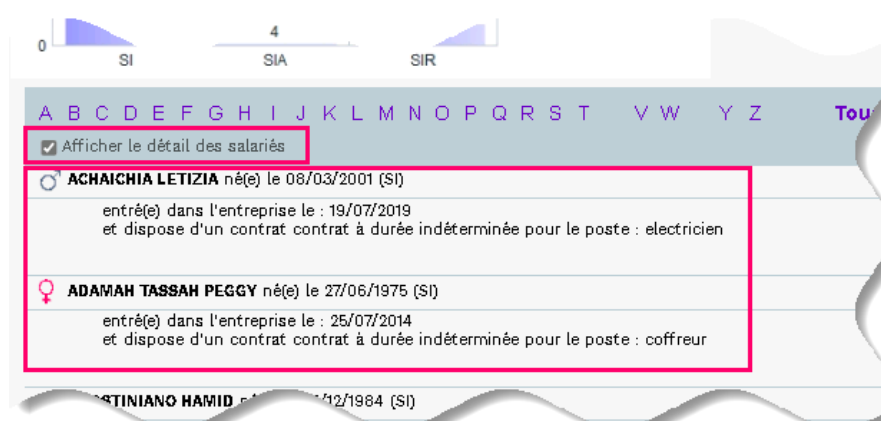 4
0
SI SIA SIR
A B C D E F G H I J K L M N O P Q R S T V W Y Z Tou
Afficher le détail des salariés
ACHAICHIA LETIZIA né(e) le 08/03/2001 (SI)
entré(e) dans l'entreprise le : 19/07/2019
et dispose d'un contrat contrat à durée indéterminée pour le poste : electricien
ADAMAH TASSAH PEGGY né(e) le 27/06/1975 (SI)
entré(e) dans l'entreprise le : 25/07/2014
et dispose d'un contrat contrat à durée indéterminée pour le poste : coffreur
STINIANO HAMID /12/1984 (SI)